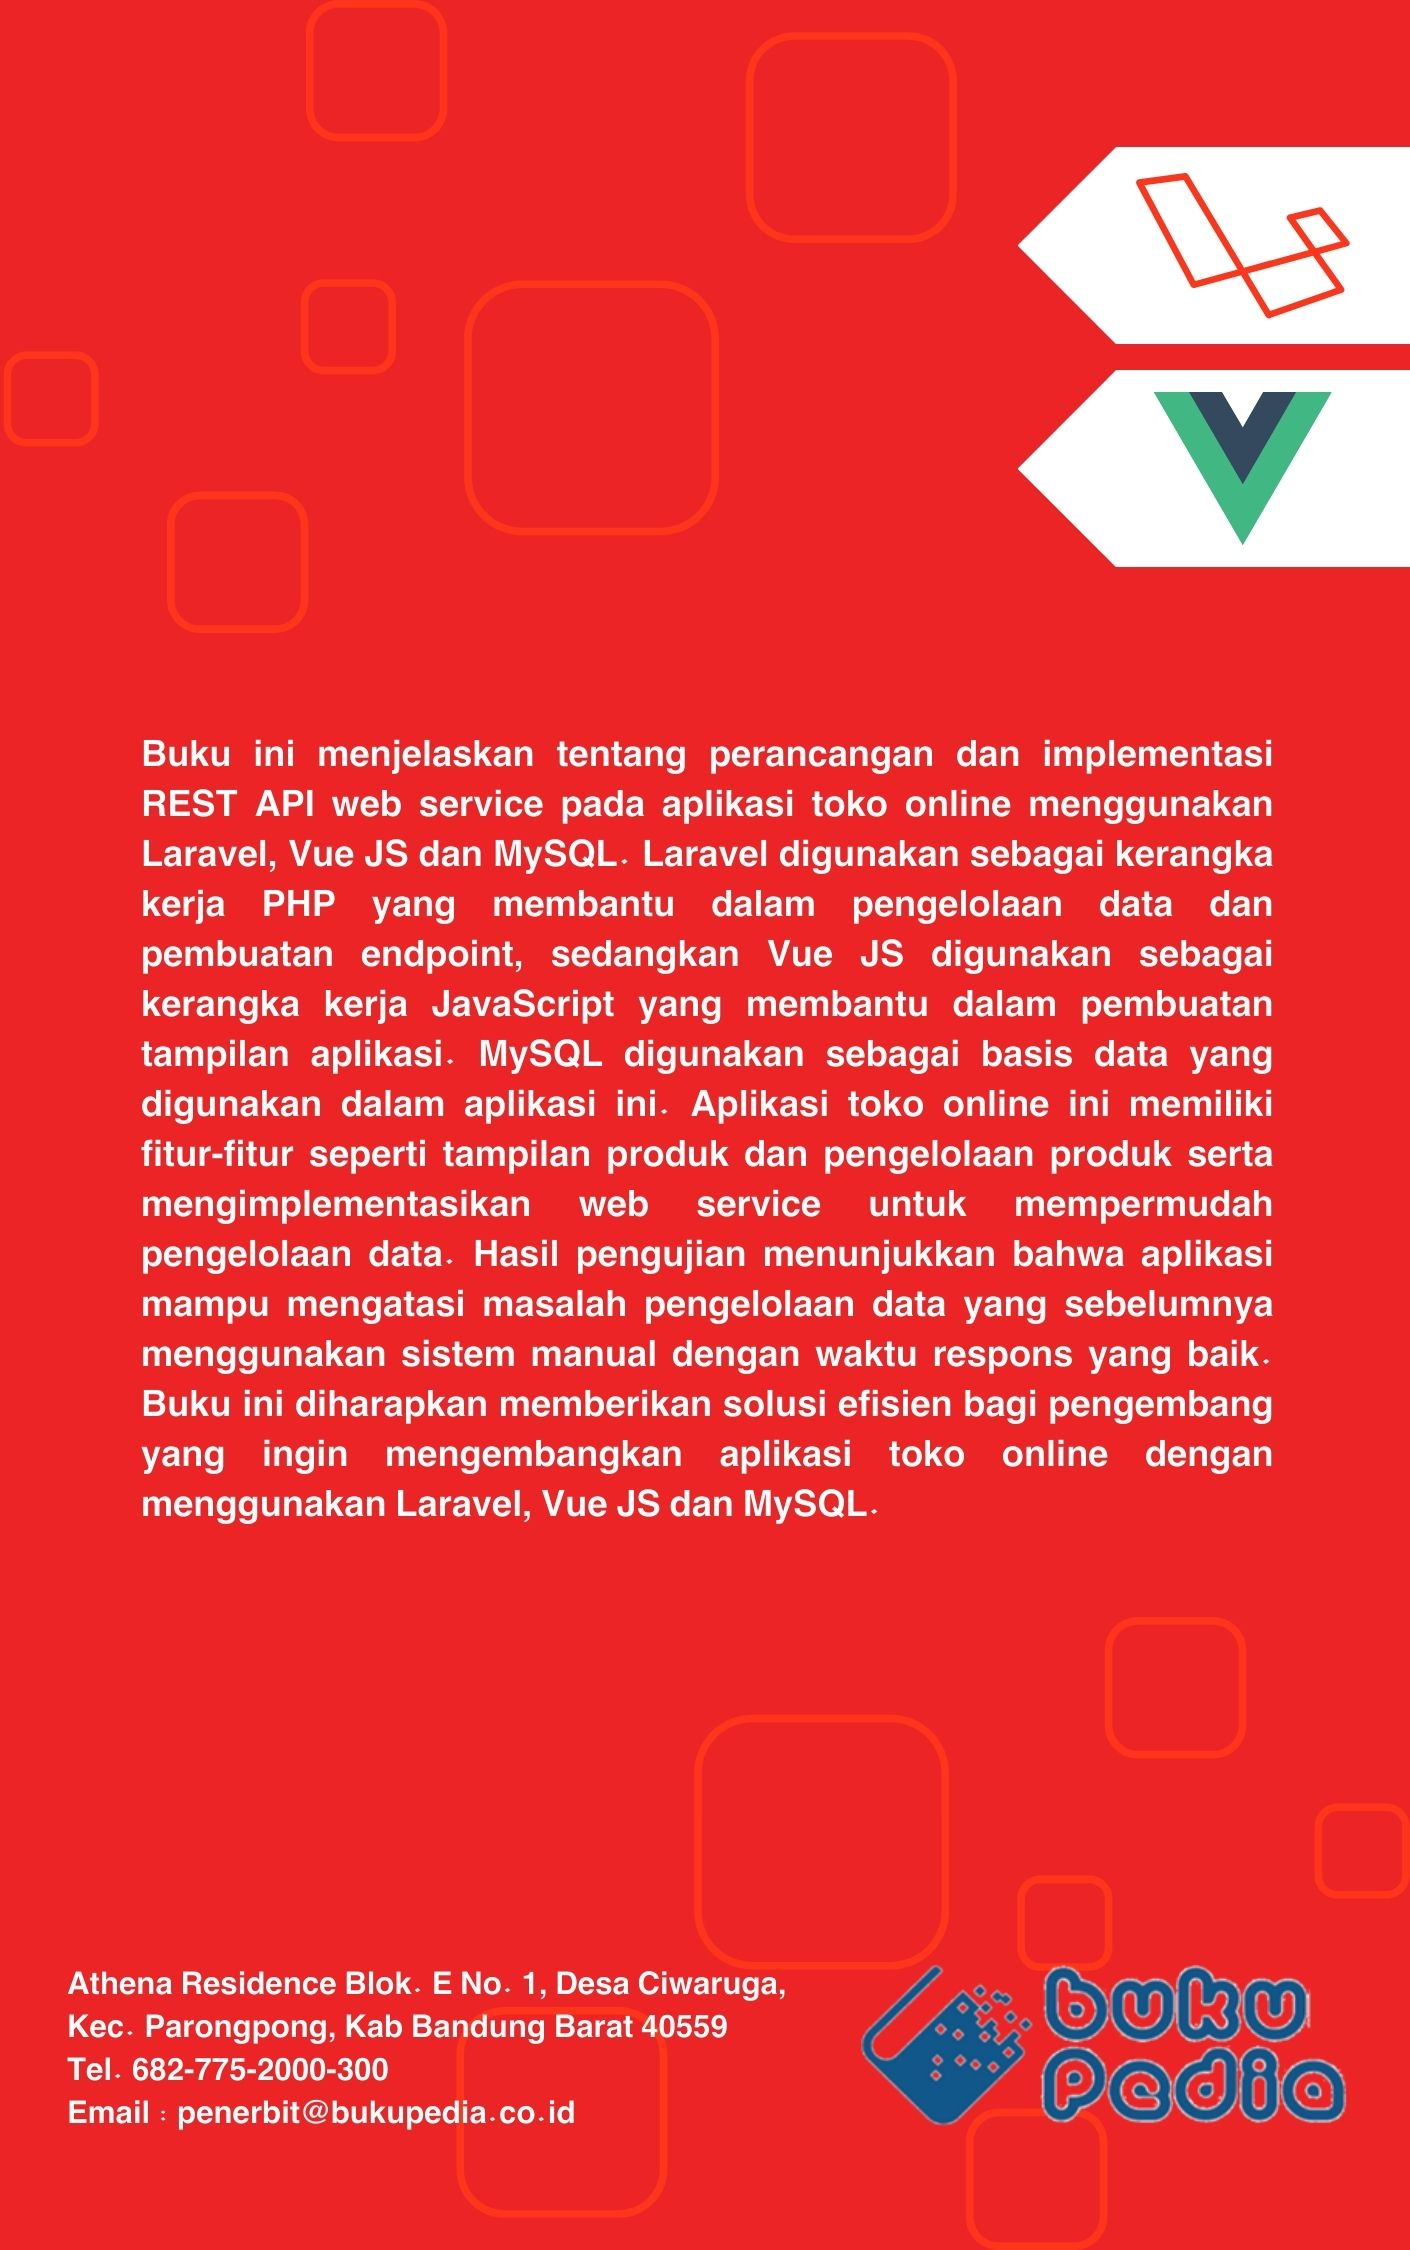 Buku ini menjelaskan tentang perancangan dan implementasi
REST API web service pada aplikasi toko online menggunakan
Laravel, Vue JS dan MySQL. Laravel digunakan sebagai kerangka
kerja PHP yang membantu dalam pengelolaan data dan
pembuatan endpoint, sedangkan Vue JS digunakan sebagai
kerangka kerja JavaScript yang membantu dalam pembuatan
tampilan aplikasi. MySQL digunakan sebagai basis data yang
digunakan dalam aplikasi ini. Aplikasi toko online ini memiliki
fitur-fitur seperti tampilan produk dan pengelolaan produk serta
mengimplementasikan web service untuk mempermudah
pengelolaan data. Hasil pengujian menunjukkan bahwa aplikasi
mampu mengatasi masalah pengelolaan data yang sebelumnya
menggunakan sistem manual dengan waktu respons yang baik.
Buku ini diharapkan memberikan solusi efisien bagi pengembang
yang ingin mengembangkan aplikasi toko online dengan
menggunakan Laravel, Vue JS dan MySQL.
Athena Residence Blok. E No. 1, Desa Ciwaruga,
Kec. Parongpong, Kab Bandung Barat 40559
Tel. 682-775-2000-300
Email : penerbit@bukupedia.co.id
buku
Pedia